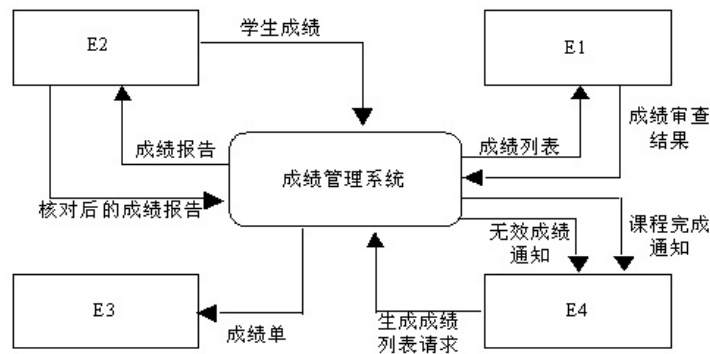 学生成绩
E2
E1
成绩审查
结果
成绩报告
成绩管理系统
成绩列表
核对后的成绩报告
无效成绩
通知
课程完成
通知
E3
成绩单
生成成绩
列表请求
E4